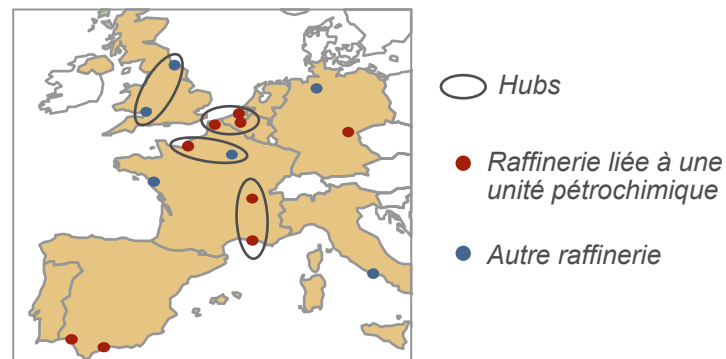 Hubs
Raffinerie liée à une
unité pétrochimique
Autre raffinerie